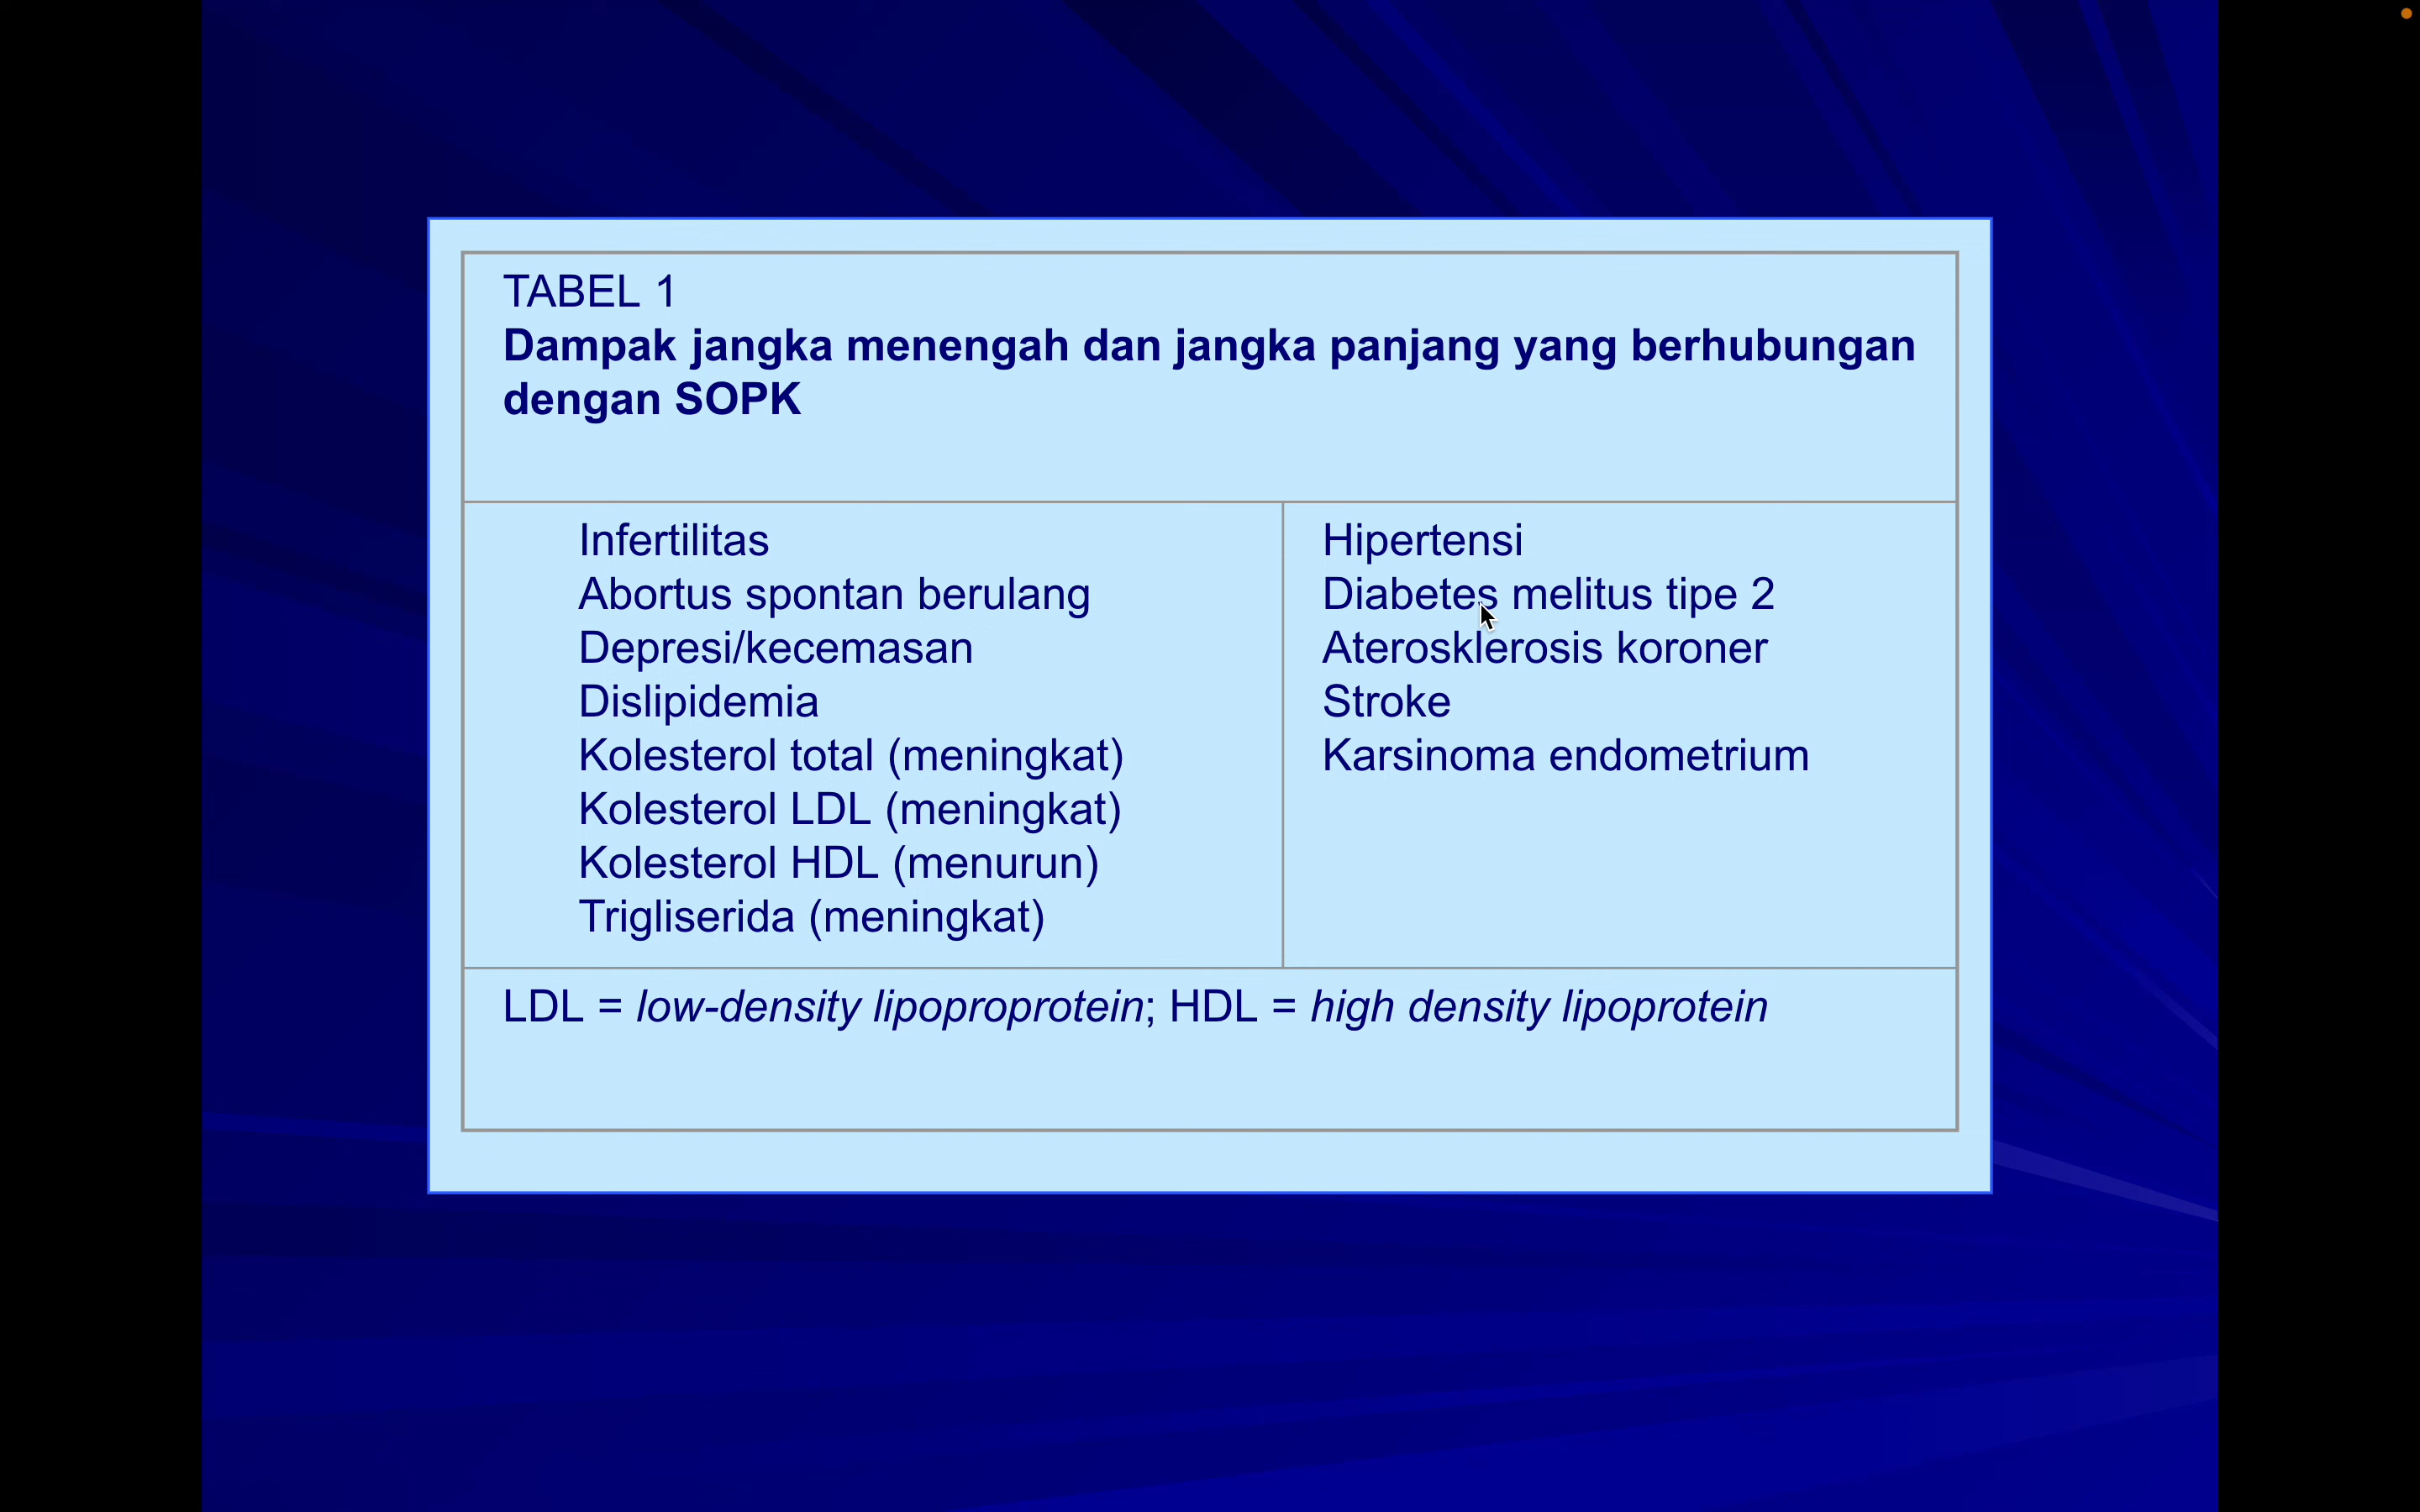 TABEL 1
Dampak jangka menengah dan jangka panjang yang berhubungan
dengan SOPK
Infertilitas
Abortus spontan berulang
Depresi/kecemasan
Dislipidemia
Kolesterol total (meningkat)
Kolesterol LDL (meningkat)
Kolesterol HDL (menurun)
Trigliserida (meningkat)
Hipertensi
Diabetes melitus tipe 2
Aterosklerosis koroner
Stroke
Karsinoma endometrium
LDL = low-density lipoproprotein; HDL = high density lipoprotein